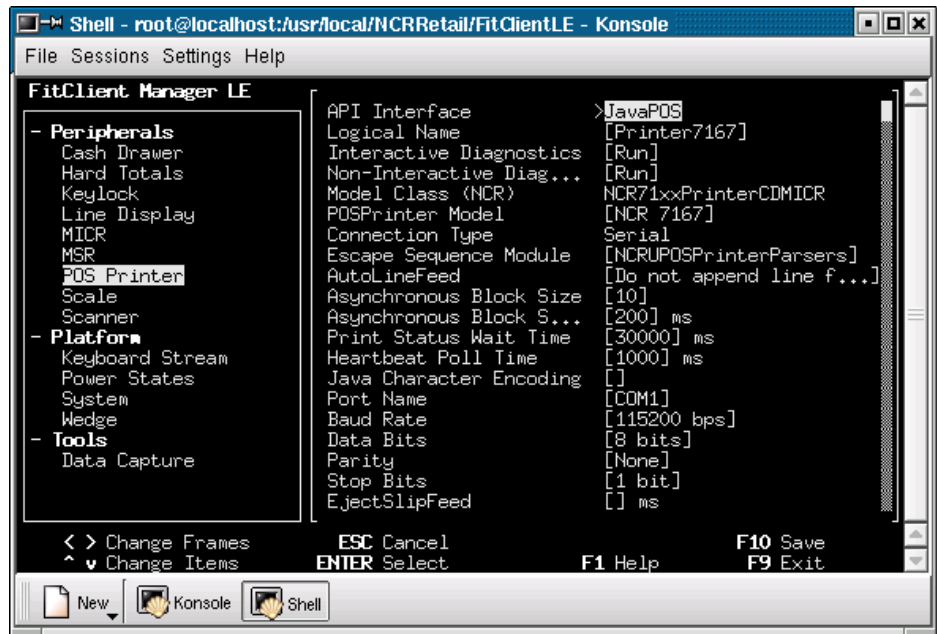 Shell - root@localhost:/usr/local/NCRRetail/FitClientLE - Konsole
File Sessions Settings Help
FitClient Manager LE
- Peripherals
Cash Drawer
Hard Totals
Keylock
Line Display
MICR
MSR
POS Printer
Scale
Scanner
- Platform
Keyboard Stream
Power States
System
Wedge
- Tools
Data Capture
API Interface >JavaPOS
Logical Name [Printer7167]
Interactive Diagnostics [Run]
Non-Interactive Diag... [Run]
Model Class (NCR) NCR71xxPrinterCDMICR
POSPrinter Model [NCR 7167]
Connection Type Serial
Escape Sequence Module [NCRUPOSPrinterParsers]
AutoLineFeed [Do not append line f...]
Asynchronous Block Size [10]
Asynchronous Block S... [200] ms
Print Status Wait Time [30000] ms
Heartbeat Poll Time [1000] ms
Java Character Encoding []
Port Name [COM1]
Baud Rate [115200 bps]
Data Bits [8 bits]
Parity [None]
Stop Bits [1 bit]
EjectSlipFeed [] ms
< > Change Frames ESC Cancel F10 Save
^ v Change Items ENTER Select F1 Help F9 Exit
New Konsole Shell